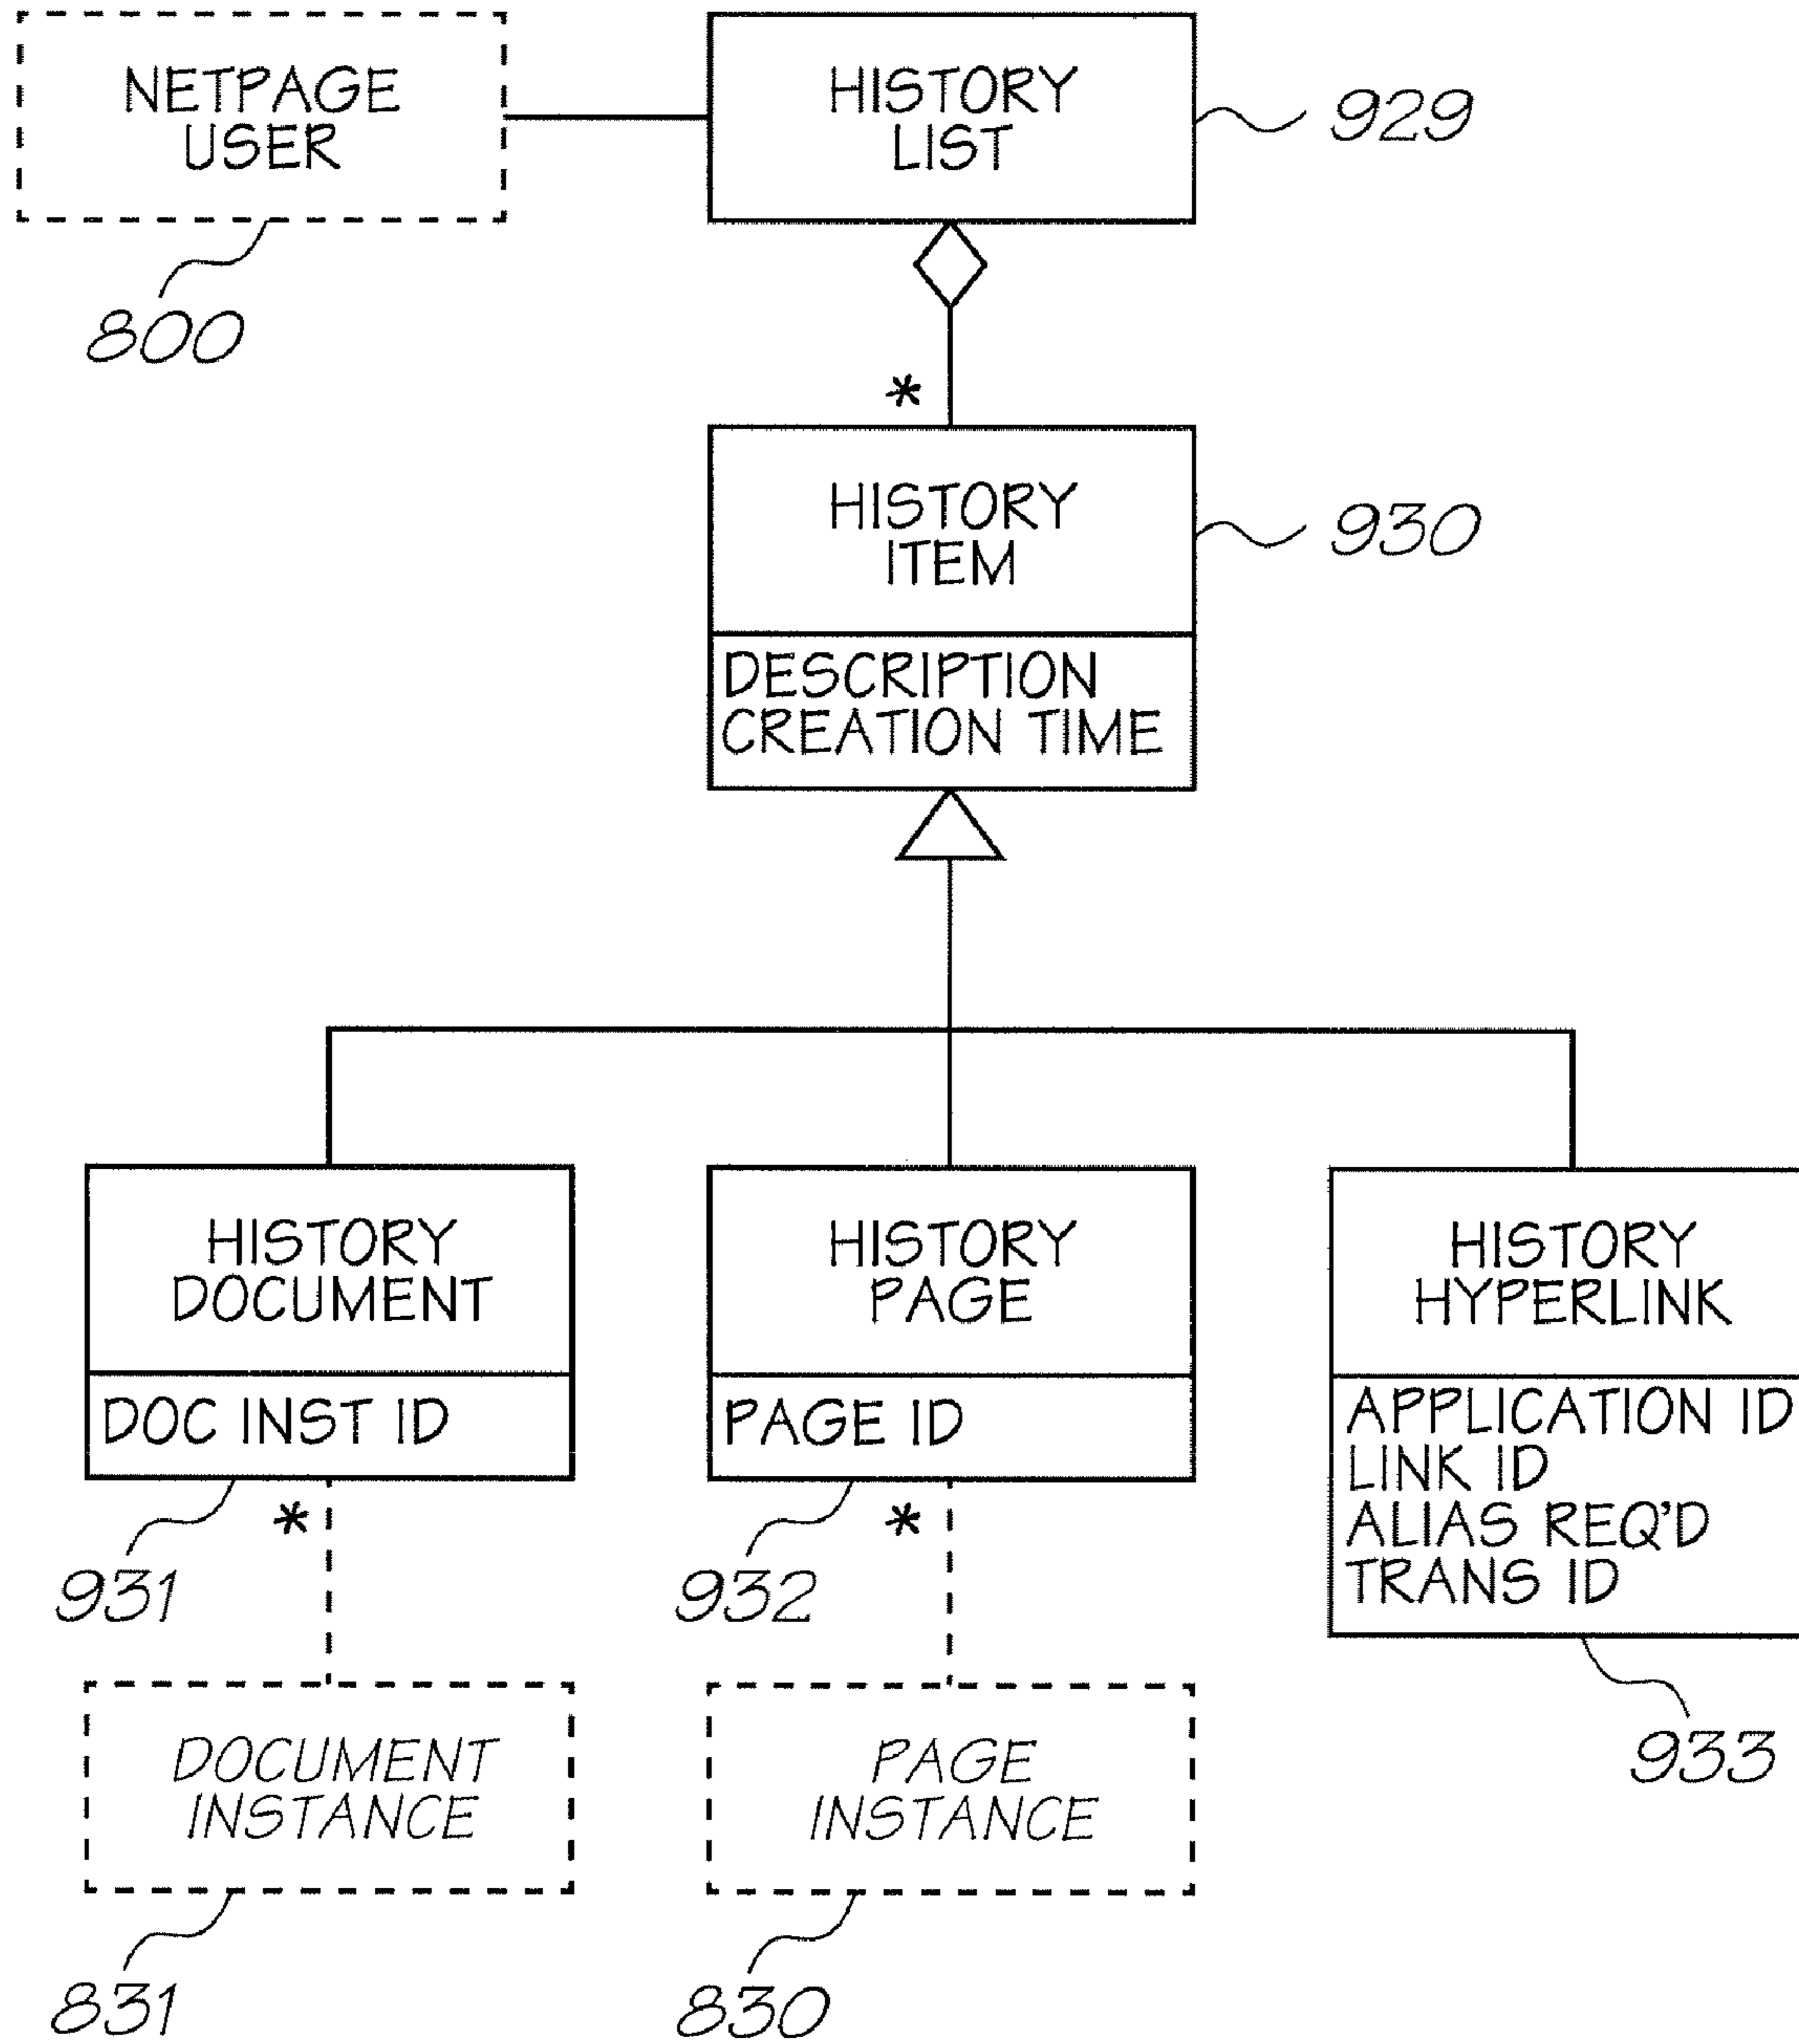 NETPAGE
USER
800
HISTORY
LIST
929
*
HISTORY
ITEM
930
DESCRIPTION
CREATION TIME
HISTORY
DOCUMENT
DOC INST ID
931
*
HISTORY
PAGE
PAGE ID
932
*
HISTORY
HYPERLINK
APPLICATION ID
LINK ID
ALIAS REQ'D
TRANS ID
933
DOCUMENT
INSTANCE
831
PAGE
INSTANCE
830